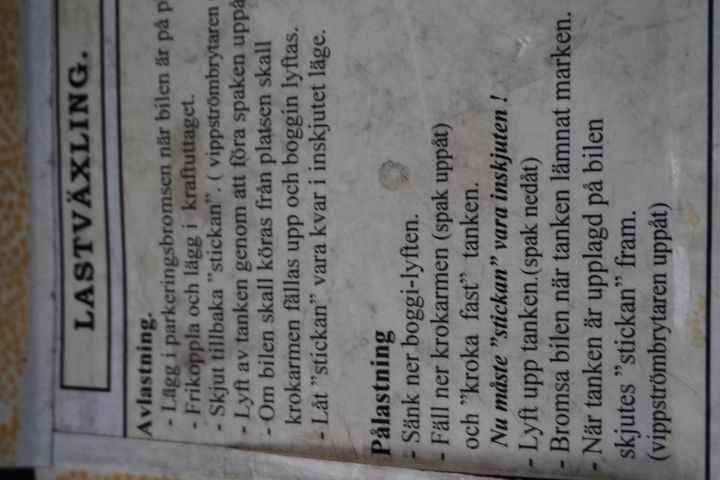 LASTVÄXLING.
Avlastning.
- Lägg i parkeringsbromsen när bilen är på
- Frikoppla och lägg i kraftuttaget.
- Skjut tillbaka "stickan". ( vippströmbrytaren
- Lyft av tanken genom att föra spaken uppå
- Om bilen skall köras från platsen skall
krokarmen fällas upp och boggin lyftas.
- Låt "stickan" vara kvar i inskjutet läge.
Pålastning
- Sänk ner boggi-lyften.
- Fäll ner krokarmen (spak uppåt)
och "kroka fast" tanken.
Nu måste "stickan" vara inskjuten !
- Lyft upp tanken.(spak nedåt)
- Bromsa bilen när tanken lämnat marken.
- När tanken är upplagd på bilen
skjutes "stickan" fram.
(vippströmbrytaren uppåt)